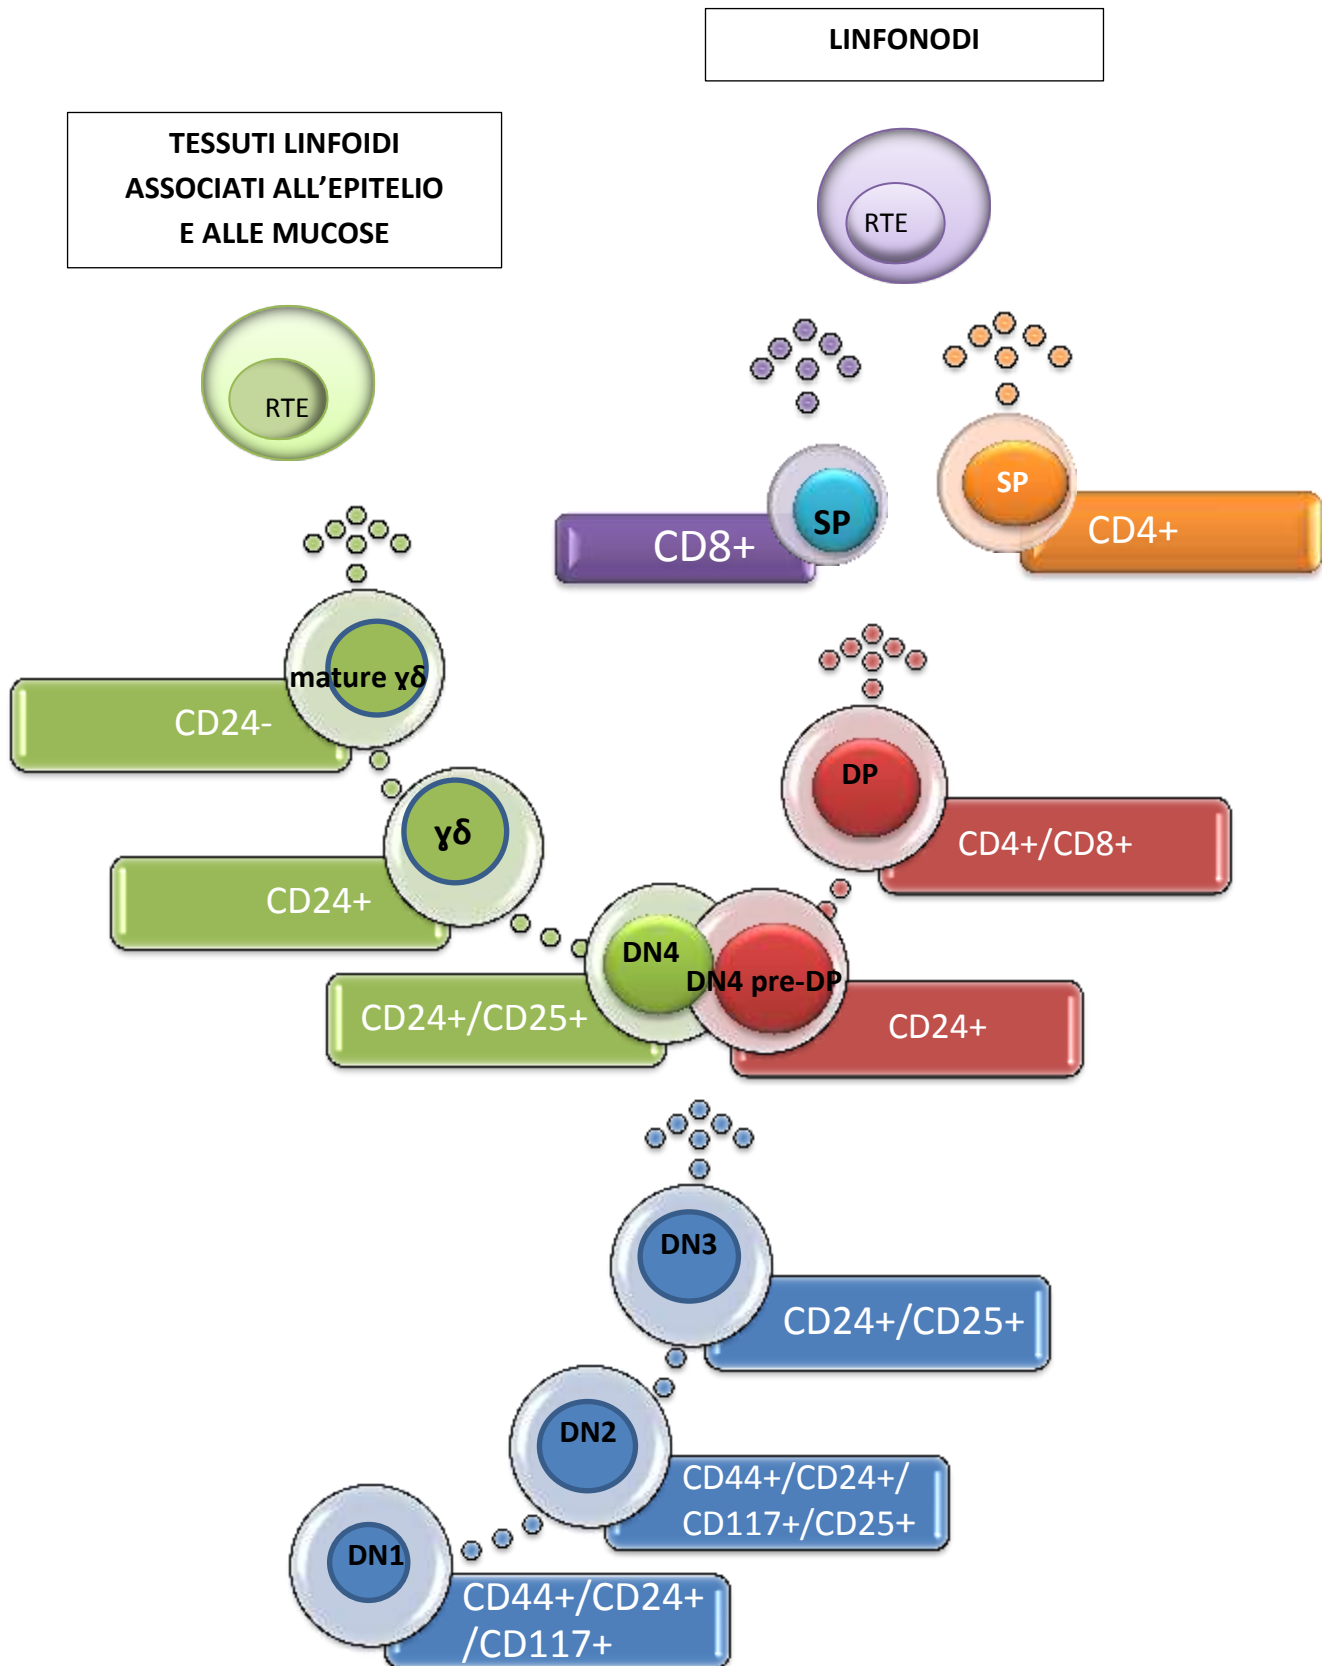 LINFONODI
TESSUTI LINFOIDI
ASSOCIATI ALL’EPITELIO
E ALLE MUCOSE
RTE
RTE
SP
CD8+
SP
CD4+
mature γδ
CD24-
DP
CD4+/CD8+
γδ
CD24+
DN4
CD24+/CD25+
DN4 pre-DP
CD24+
DN3
CD24+/CD25+
DN2
CD44+/CD24+/
CD117+/CD25+
DN1
CD44+/CD24+
/CD117+